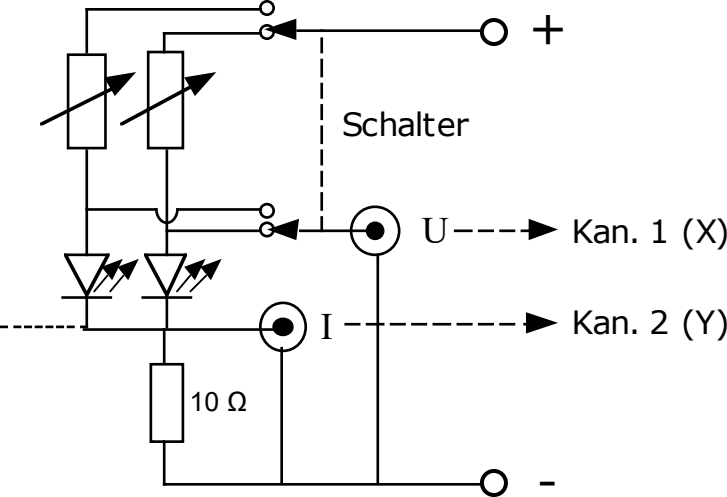 +
Schalter
U
Kan. 1 (X)
I
Kan. 2 (Y)
10 Ω
-